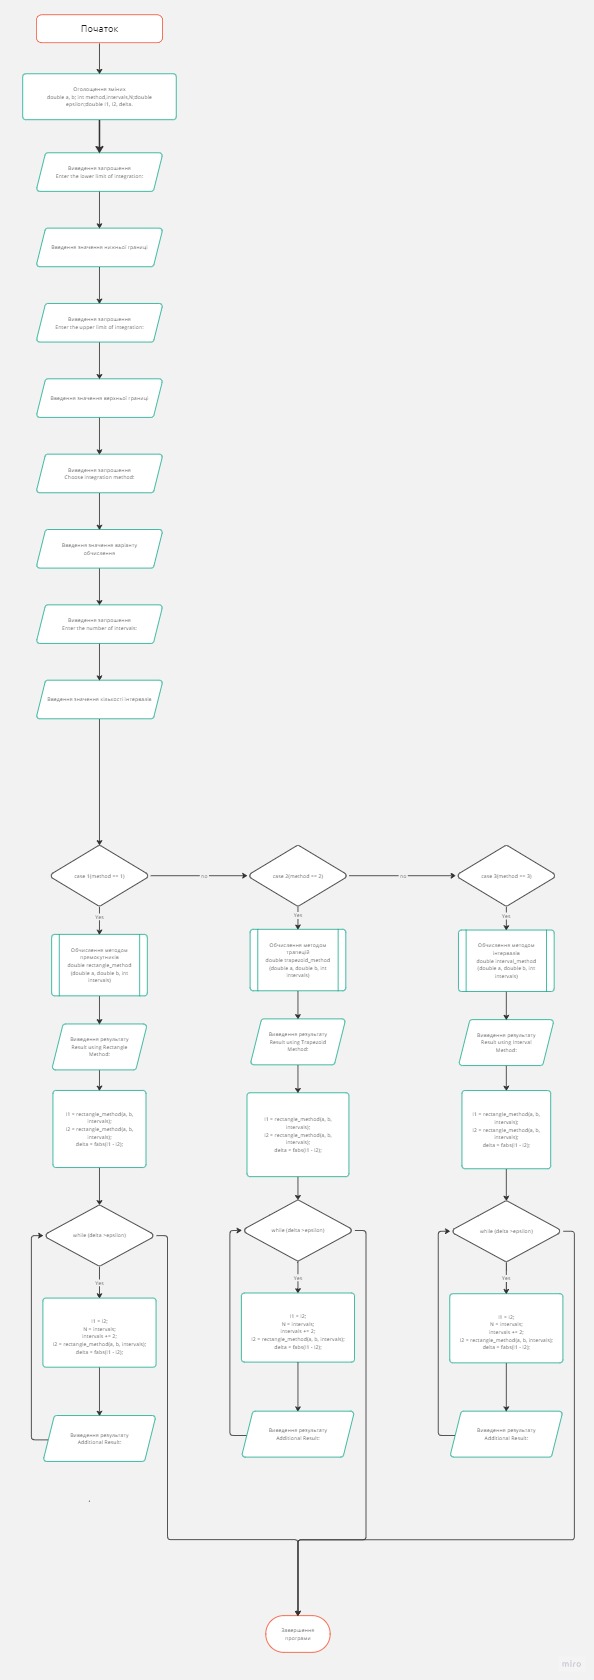 Початок
Оголошення змінних
double a, b; int method,intervals,N;double
epsilon;double i1, i2, delta.
Виведення запрошення
Enter the lower limit of integration:
Введення значення нижньої границі
Виведення запрошення
Enter the upper limit of integration:
Введення значення верхньої границі
Виведення запрошення
Choose integration method:
Введення значення варіанту
обчислення
Виведення запрошення
Enter the number of intervals:
Введення значення кількості інтервалів
case 1(method == 1)
no
case 2(method == 2)
no
case 3(method == 3)
Yes
Yes
Yes
Обчислення методом
прямокутників
double rectangle_method
(double a, double b, int
intervals)
Обчислення методом
трапецій
double trapezoid_method
(double a, double b, int
intervals)
Обчислення методом
інтервалів
double interval_method
(double a, double b, int
intervals)
Виведення результату
Result using Rectangle
Method:
Виведення результату
Result using Trapezoid
Method:
Виведення результату
Result using Interval
Method:
i1 = rectangle_method(a, b,
intervals);
i2 = rectangle_method(a, b,
intervals);
delta = fabs(i1 - i2);
i1 = rectangle_method(a, b,
intervals);
i2 = rectangle_method(a, b,
intervals);
delta = fabs(i1 - i2);
i1 = rectangle_method(a, b,
intervals);
i2 = rectangle_method(a, b,
intervals);
delta = fabs(i1 - i2);
while (delta >epsilon)
while (delta >epsilon)
while (delta >epsilon)
Yes
Yes
Yes
i1 = i2;
N = intervals;
intervals += 2;
i2 = rectangle_method(a, b, intervals);
delta = fabs(i1 - i2);
i1 = i2;
N = intervals;
intervals += 2;
i2 = rectangle_method(a, b, intervals);
delta = fabs(i1 - i2);
i1 = i2;
N = intervals;
intervals += 2;
i2 = rectangle_method(a, b, intervals);
delta = fabs(i1 - i2);
Виведення результату
Additional Result:
Виведення результату
Additional Result:
Виведення результату
Additional Result:
Завершення
програми
miro